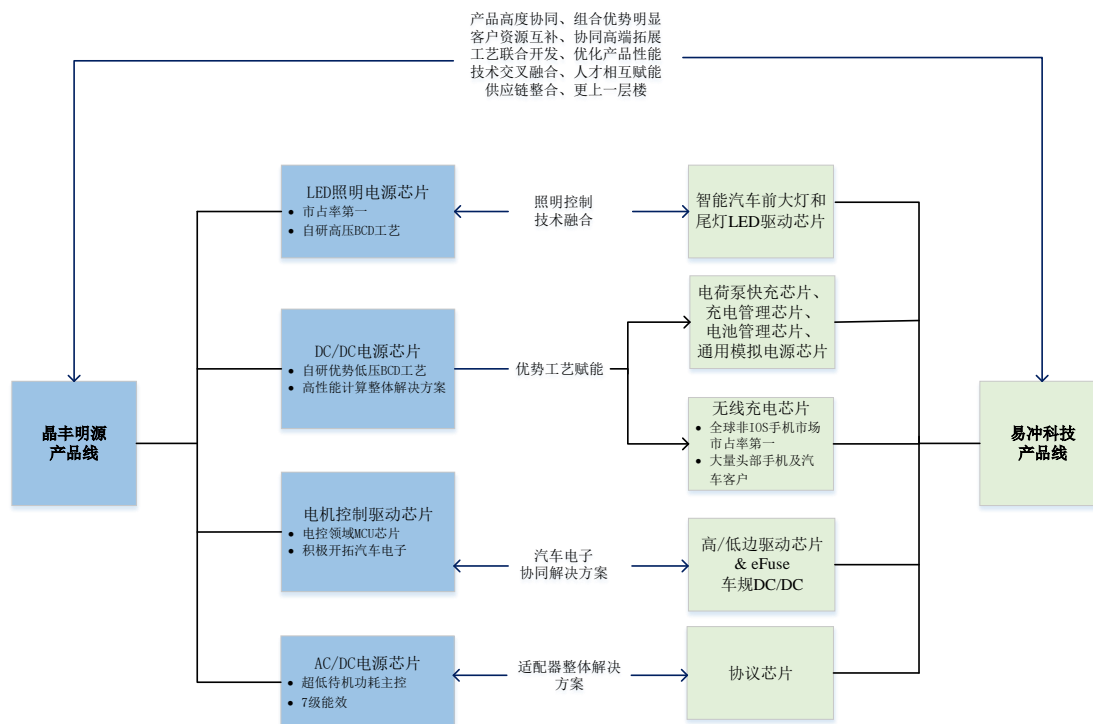 产品高度协同、组合优势明显
客户资源互补、协同高端拓展
工艺联合开发、优化产品性能
技术交叉融合、人才相互赋能
供应链整合、更上一层楼
晶丰明源
产品线
LED照明电源芯片
● 市占率第一
● 自研高压BCD工艺
DC/DC电源芯片
● 自研优势低压BCD工艺
● 高性能计算整体解决方案
电机控制驱动芯片
● 电控领域MCU芯片
● 积极开拓汽车电子
AC/DC电源芯片
● 超低待机功耗主控
● 7级能效
照明控制
技术融合
优势工艺赋能
汽车电子
协同解决方案
适配器整体解决
方案
智能汽车前大灯和
尾灯LED驱动芯片
电荷泵快充芯片、
充电管理芯片、
电池管理芯片、
通用模拟电源芯片
无线充电芯片
● 全球非IOS手机市场
市占率第一
● 大量头部手机及汽
车客户
高/低边驱动芯片
& eFuse
车规DC/DC
协议芯片
易冲科技
产品线